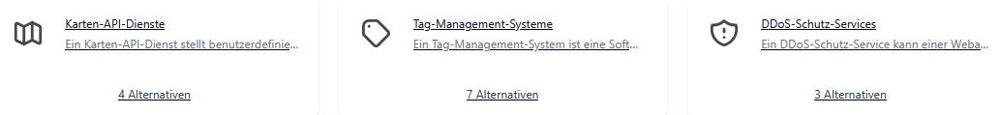 Karten-API-Dienste
Ein Karten-API-Dienst stellt benutzerdefinie...
4 Alternativen
Tag-Management-Systeme
Ein Tag-Management-System ist eine Soft...
7 Alternativen
DDoS-Schutz-Services
Ein DDoS-Schutz-Service kann einer Weba...
3 Alternativen